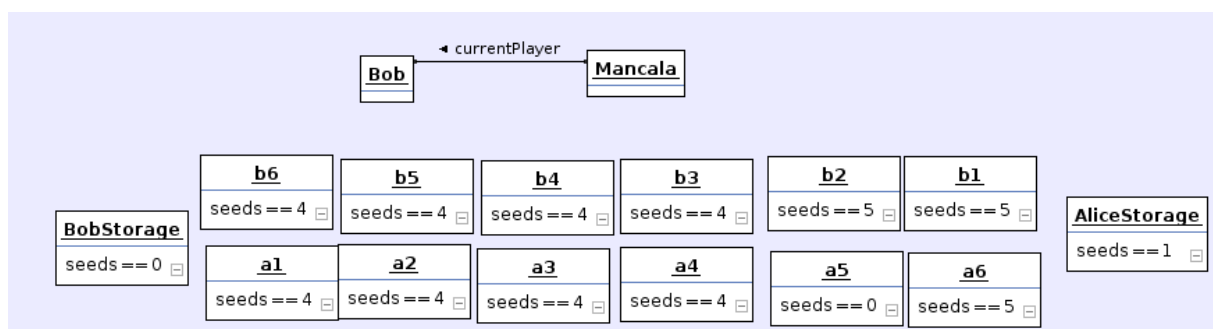 ◄ currentPlayer
Bob
Mancala
b6
seeds == 4
b5
seeds == 4
b4
seeds == 4
b3
seeds == 4
b2
seeds == 5
b1
seeds == 5
BobStorage
seeds == 0
AliceStorage
seeds == 1
a1
seeds == 4
a2
seeds == 4
a3
seeds == 4
a4
seeds == 4
a5
seeds == 0
a6
seeds == 5